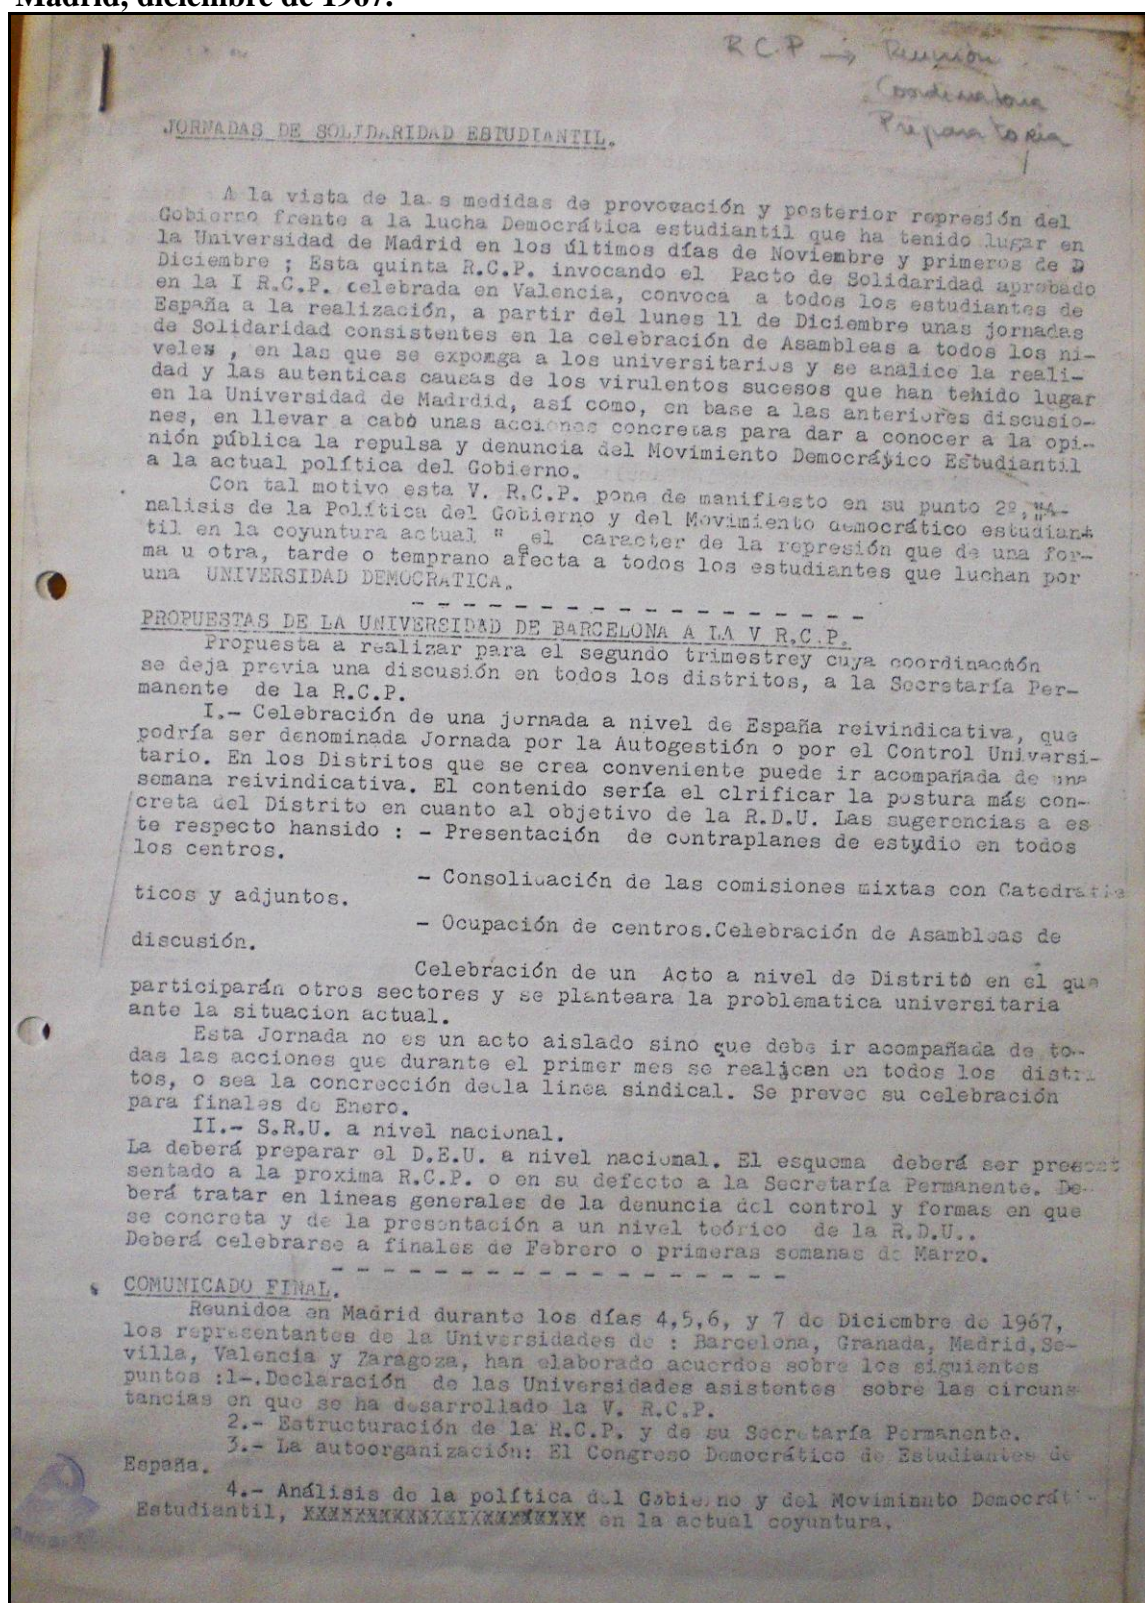 Madrid, diciembre de 1967.
R.C.P → Reunión
Coordinadora
Preparatoria
JORNADAS DE SOLIDARIDAD ESTUDIANTIL.
A la vista de la s medidas de provocación y posterior represión del
Gobierno frente a la lucha Democrática estudiantil que ha tenido lugar en
la Universidad de Madrid en los últimos días de Noviembre y primeros de D
Diciembre ; Esta quinta R.C.P. invocando el Pacto de Solidaridad aprobado
en la I R.C.P. celebrada en Valencia, convoca a todos los estudiantes de
España a la realización, a partir del lunes 11 de Diciembre unas jornadas
de Solidaridad consistentes en la celebración de Asambleas a todos los ni-
veles , en las que se exponga a los universitarios y se analice la reali-
dad y las autenticas causas de los virulentos sucesos que han tenido lugar
en la Universidad de Madrdid, así como, en base a las anteriores discusio-
nes, en llevar a cabo unas acciones concretas para dar a conocer a la opi-
nión pública la repulsa y denuncia del Movimiento Democráyico Estudiantil
a la actual política del Gobierno.
Con tal motivo esta V. R.C.P. pone de manifiesto en su punto 2º,"A-
nalisis de la Política del Gobierno y del Movimiento democrático estudiant
til en la coyuntura actual " el caracter de la represión que de una for-
ma u otra, tarde o temprano afecta a todos los estudiantes que luchan por
una UNIVERSIDAD DEMOCRATICA.
- - - - - - - - - - - - - - - - -
PROPUESTAS DE LA UNIVERSIDAD DE BARCELONA A LA V R.C.P.
Propuesta a realizar para el segundo trimestrey cuya coordinación
se deja previa una discusión en todos los distritos, a la Secretaría Per-
manente de la R.C.P.
I.- Celebración de una jornada a nivel de España reivindicativa, que
podría ser denominada Jornada por la Autogestión o por el Control Universi-
tario. En los Distritos que se crea conveniente puede ir acompañada de una
semana reivindicativa. El contenido sería el clrificar la postura más con-
creta del Distrito en cuanto al objetivo de la R.D.U. Las sugerencias a es
te respecto hansido : - Presentación de contraplanes de estudio en todos
los centros.
- Consolidación de las comisiones mixtas con Catedratic
ticos y adjuntos.
- Ocupación de centros.Celebración de Asambleas de
discusión.
Celebración de un Acto a nivel de Distrito en el que
participarán otros sectores y se planteara la problematica universitaria
ante la situacion actual.
Esta Jornada no es un acto aislado sino que debe ir acompañada de to-
das las acciones que durante el primer mes se realjcen en todos los distri
tos, o sea la concrección decla linea sindical. Se prevec su celebración
para finales de Enero.
II.- S.R.U. a nivel nacional.
La deberá preparar el D.E.U. a nivel nacional. El esquema deberá ser present
sentado a la proxima R.C.P. o en su defecto a la Secretaría Permanente. De-
berá tratar en lineas generales de la denuncia del control y formas en que
se concreta y de la presentación a un nivel teórico de la R.D.U..
Deberá celebrarse a finales de Febrero o primeras semanas de Marzo.
- - - - - - - - - - - - - - - - -
COMUNICADO FINAL.
Reunidoa en Madrid durante los días 4,5,6, y 7 de Diciembre de 1967,
los representantes de la Universidades de : Barcelona, Granada, Madrid,Se-
villa, Valencia y Zaragoza, han elaborado acuerdos sobre los siguientes
puntos :1-.Declaración de las Universidades asistentes sobre las circuns
tancias en que se ha desarrollado la V. R.C.P.
2.- Estructuración de la R.C.P. y de su Secretaría Permanente.
3.- La autoorganización: El Congreso Democrático de Estudiantes de
España.
4.- Análisis de la política del Gobierno y del Moviminuto Democráti-
Estudiantil, XXXXXXXXXXXXXXXXXXXXXX en la actual coyuntura.